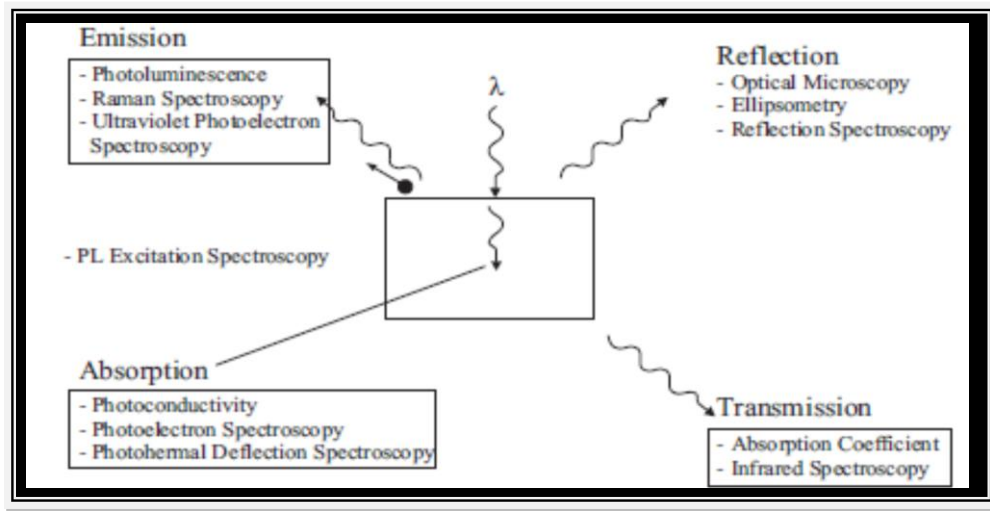 Emission
- Photoluminescence
- Raman Spectroscopy
- Ultraviolet Photoelectron
Spectroscopy
λ
Reflection
- Optical Microscopy
- Ellipsometry
- Reflection Spectroscopy
- PL Excitation Spectroscopy
Absorption
- Photoconductivity
- Photoelectron Spectroscopy
- Photohermal Deflection Spectroscopy
Transmission
- Absorption Coefficient
- Infrared Spectroscopy